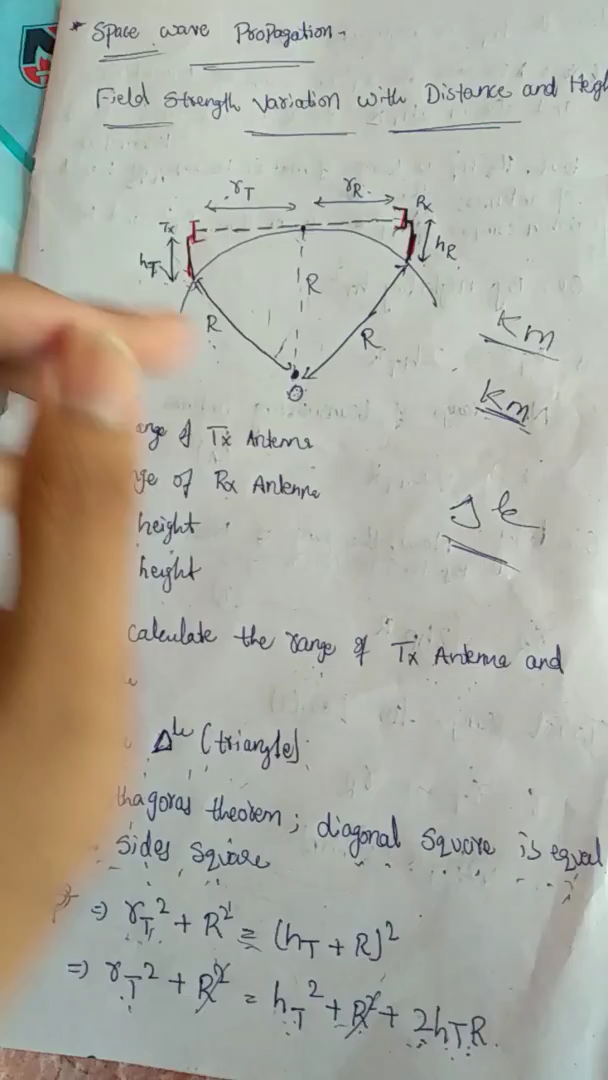 * Space wave Propagation -
Field Strength variation with Distance and Heigh
rT rR
Tx Rx
hT hR
R
R R
Km
O
Km
ange of Tx Antenna
ge of Rx Antenna
height
height
calculate the range of Tx Antenna and
Δle (triangle)
thagoras theorem; diagonal square is equal
sides square
⇒ rT² + R² = (hT + R)²
⇒ rT² + R² = hT² + R² + 2hTR